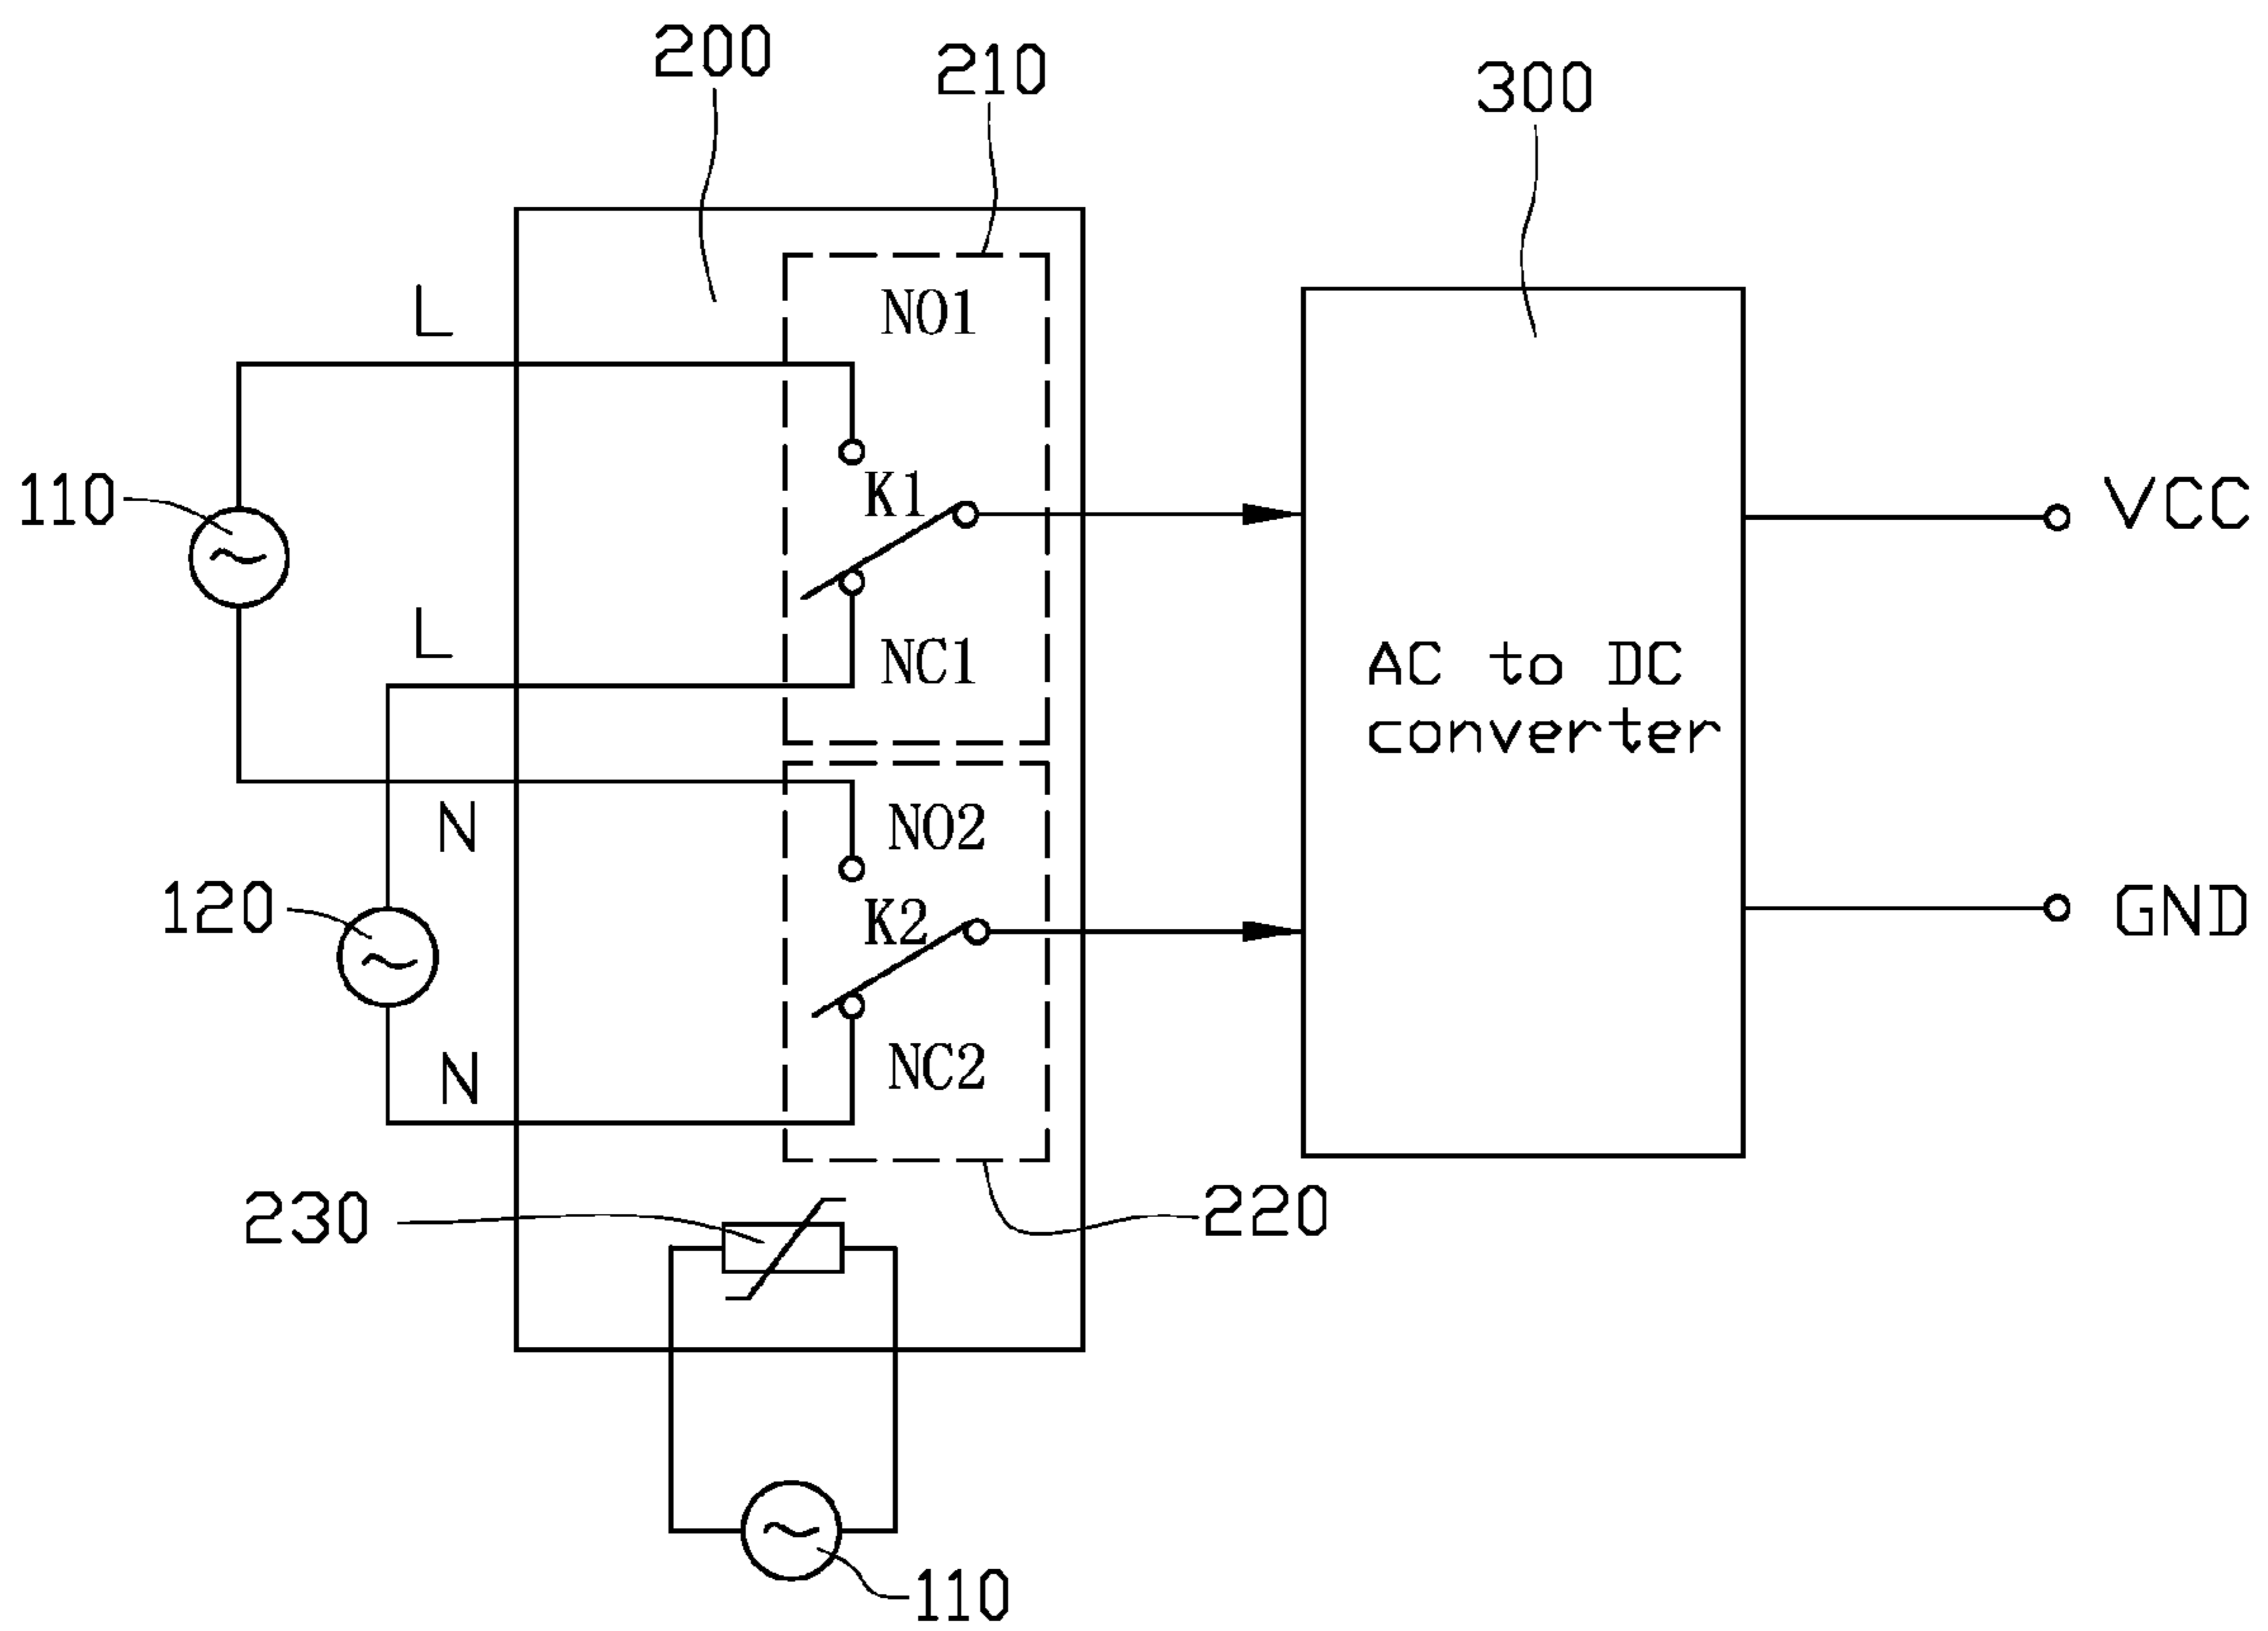 200
210
300
L
NO1
110
K1
VCC
L
NC1
AC to DC
converter
N
NO2
120
K2
GND
N
NC2
230
220
110